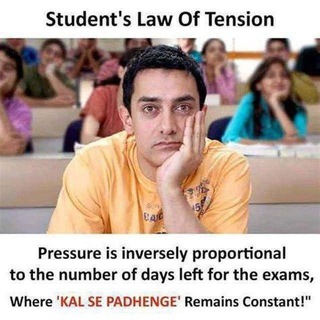 Student's Law Of Tension
Pressure is inversely proportional
to the number of days left for the exams,
Where 'KAL SE PADHENGE' Remains Constant!"